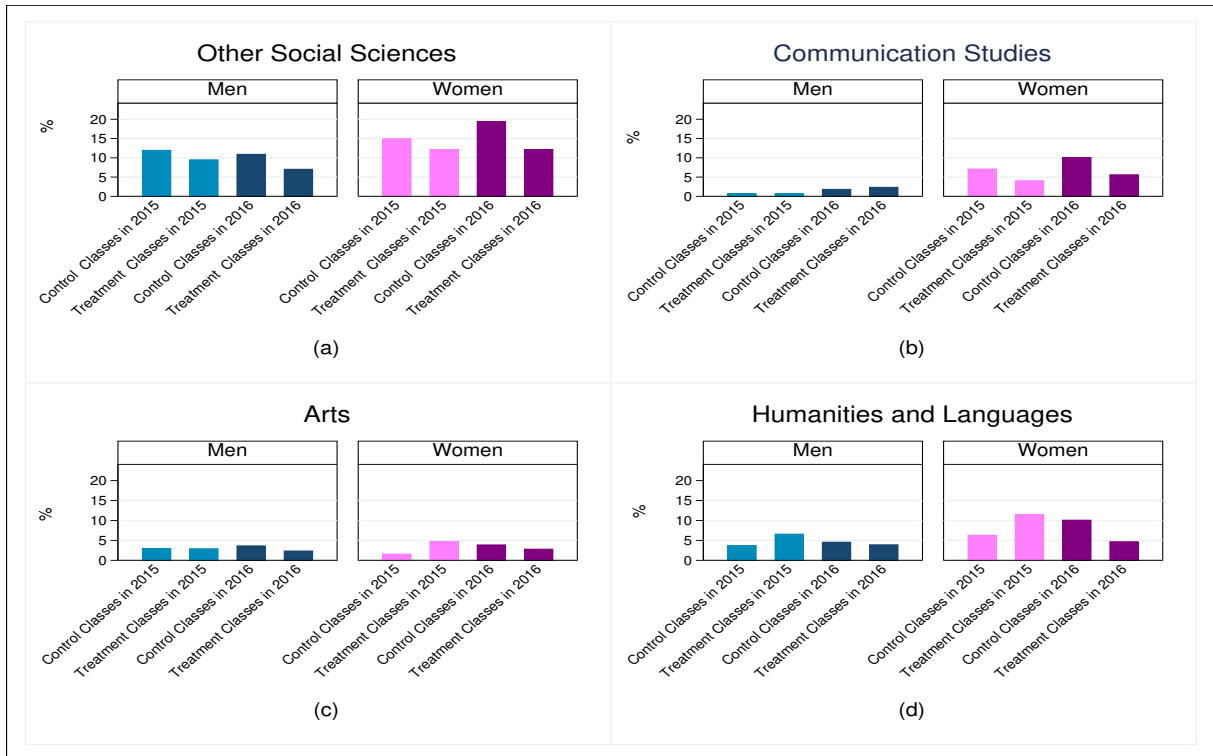 Other Social Sciences
Men
Women
%
20
15
10
5
0
Control  Classes in 2015
Treatment  Classes in 2015
Control  Classes in 2016
Treatment  Classes in 2016
Control  Classes in 2015
Treatment  Classes in 2015
Control  Classes in 2016
Treatment  Classes in 2016
(a)
Communication Studies
Men
Women
%
20
15
10
5
0
Control Classes in 2015
Treatment Classes in 2015
Control Classes in 2016
Treatment Classes in 2016
Control Classes in 2015
Treatment Classes in 2015
Control Classes in 2016
Treatment Classes in 2016
(b)
Arts
Men
Women
%
20
15
10
5
0
Control Classes in 2015
Treatment Classes in 2015
Control Classes in 2016
Treatment Classes in 2016
Control Classes in 2015
Treatment Classes in 2015
Control Classes in 2016
Treatment Classes in 2016
(c)
Humanities and Languages
Men
Women
%
20
15
10
5
0
Control Classes in 2015
Treatment Classes in 2015
Control Classes in 2016
Treatment Classes in 2016
Control Classes in 2015
Treatment Classes in 2015
Control Classes in 2016
Treatment Classes in 2016
(d)